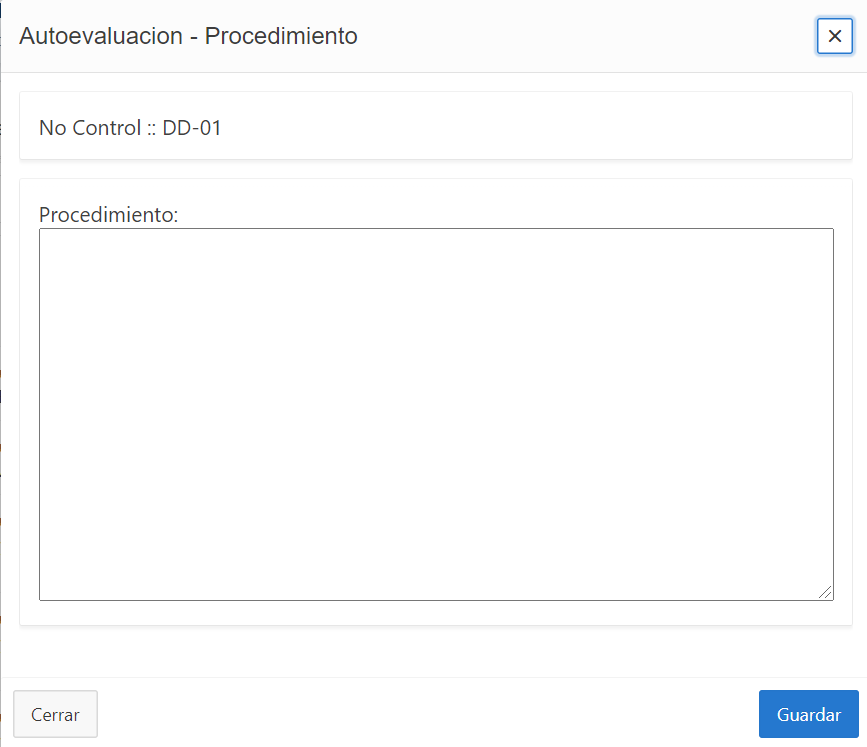 Autoevaluacion - Procedimiento
No Control :: DD-01
Procedimiento:
Cerrar
Guardar